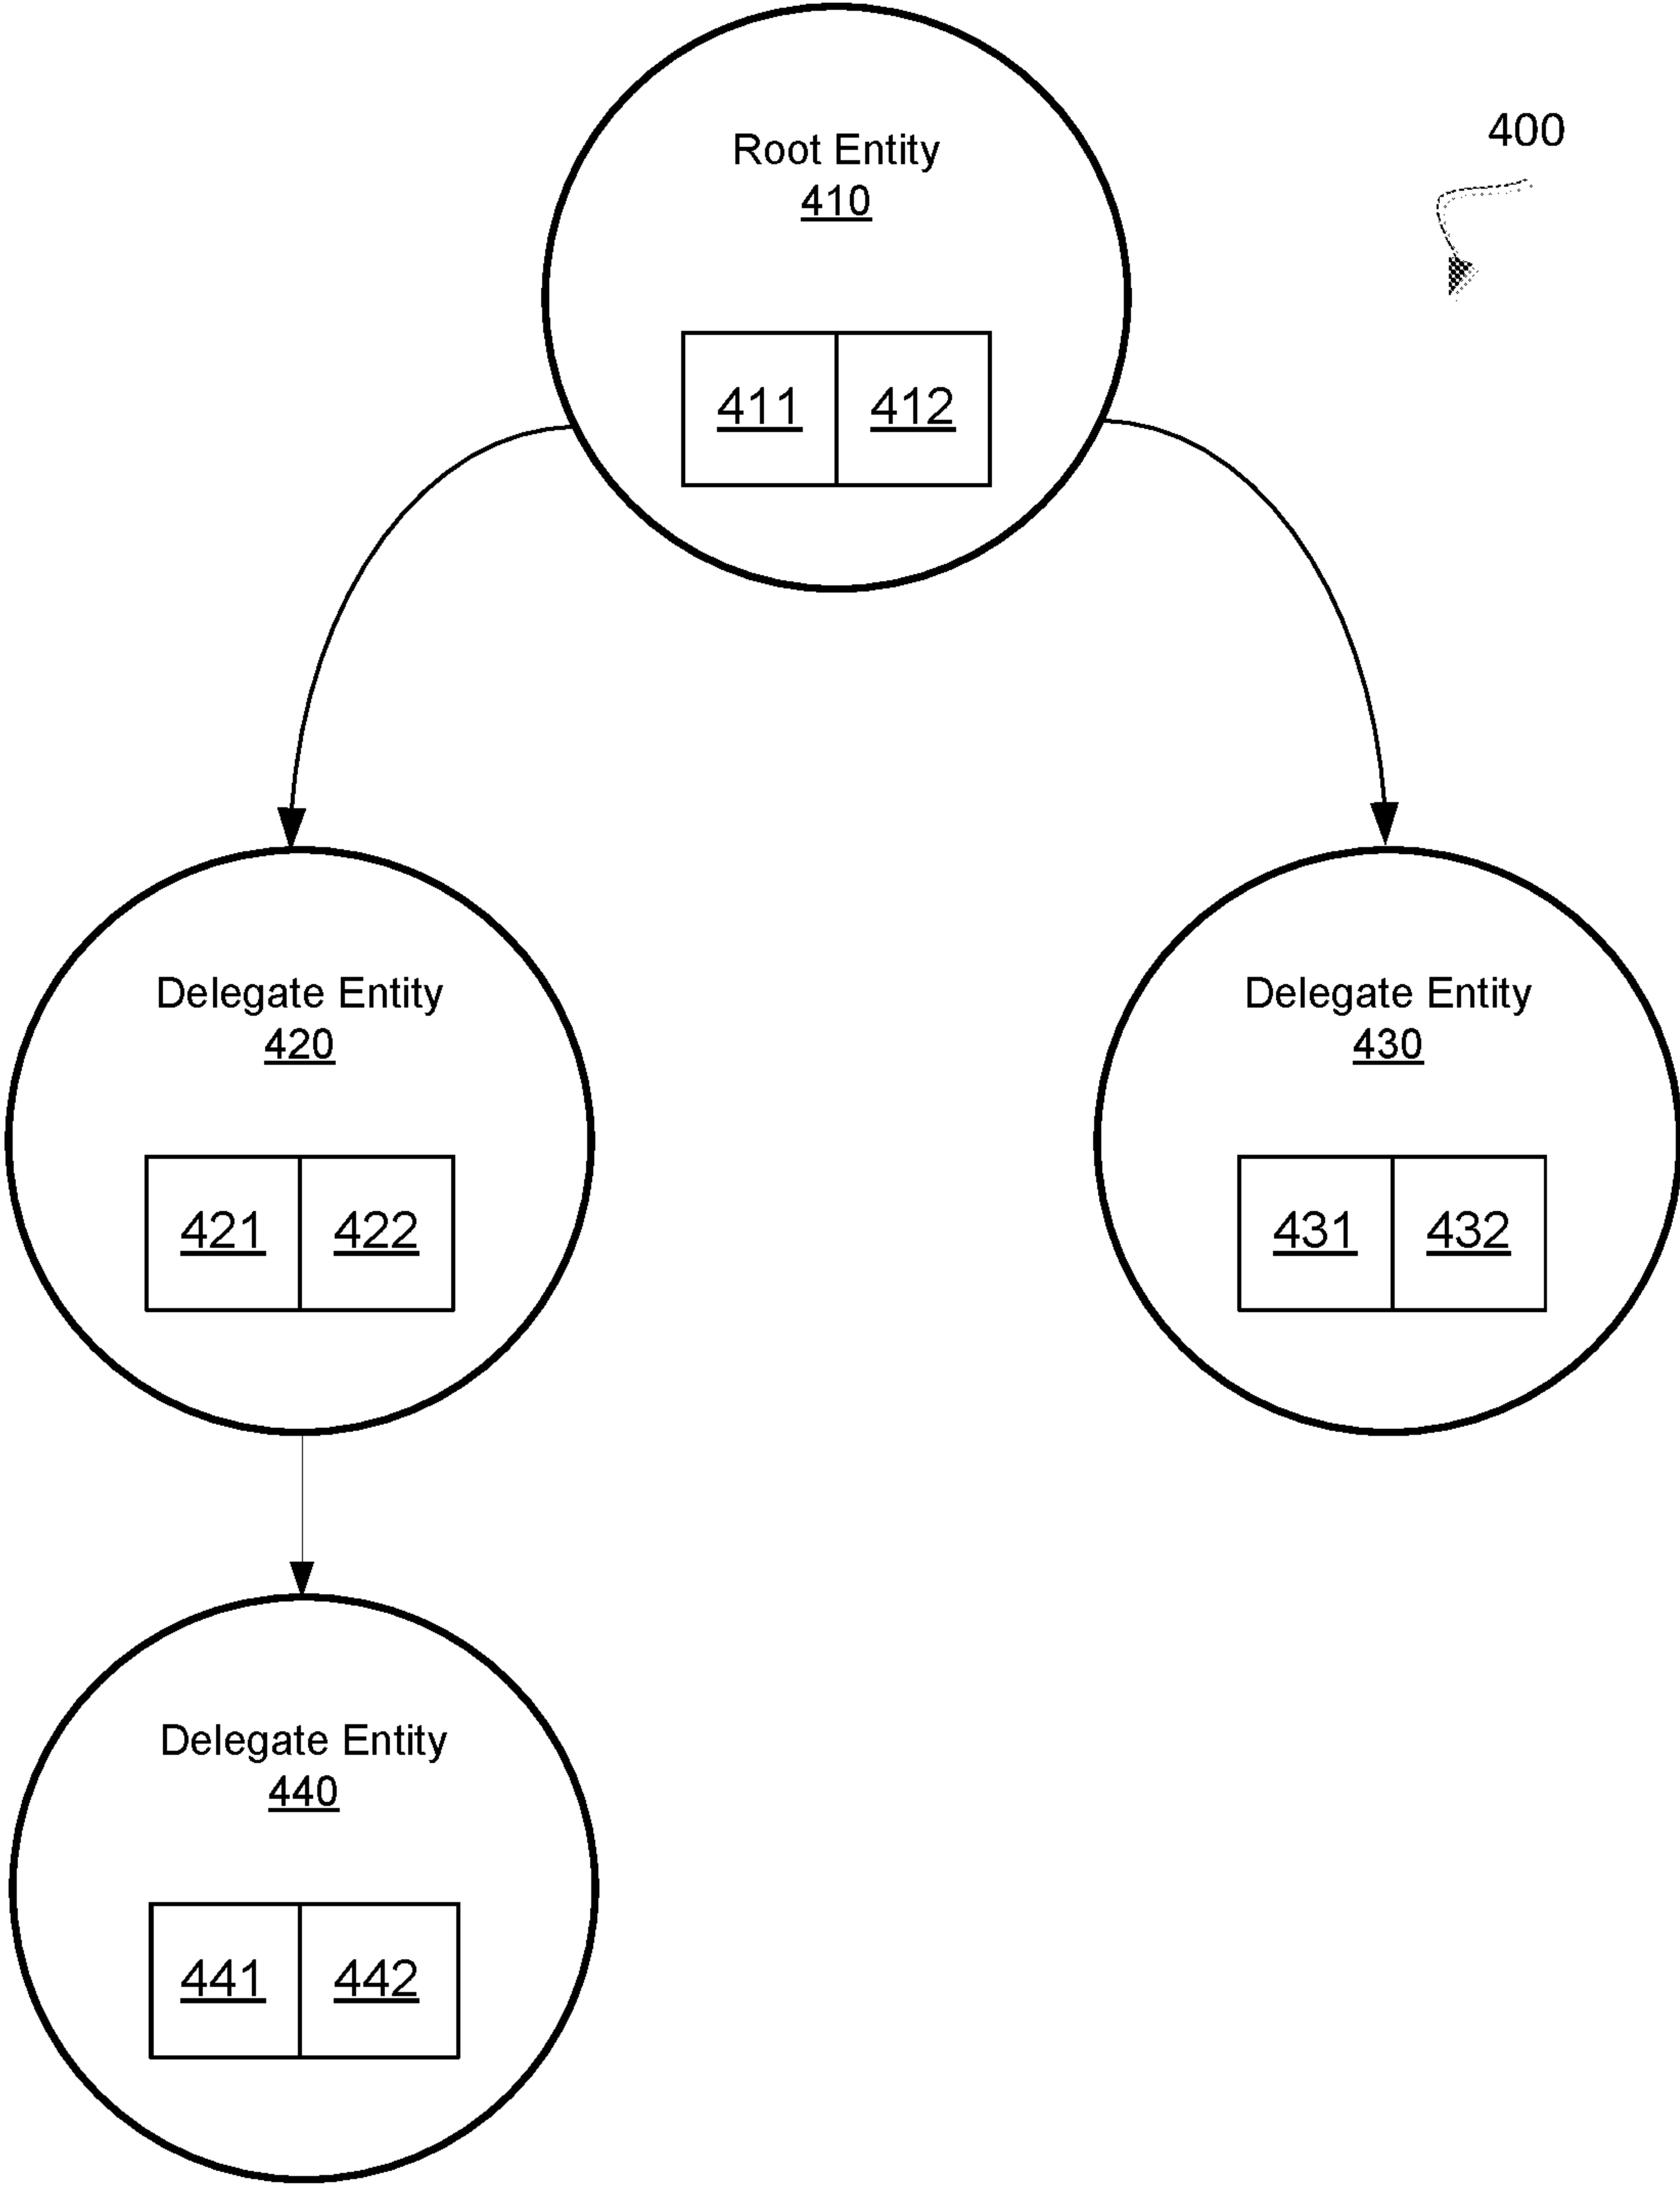 400
Root Entity
410
411 412
Delegate Entity
420
421 422
Delegate Entity
430
431 432
Delegate Entity
440
441 442